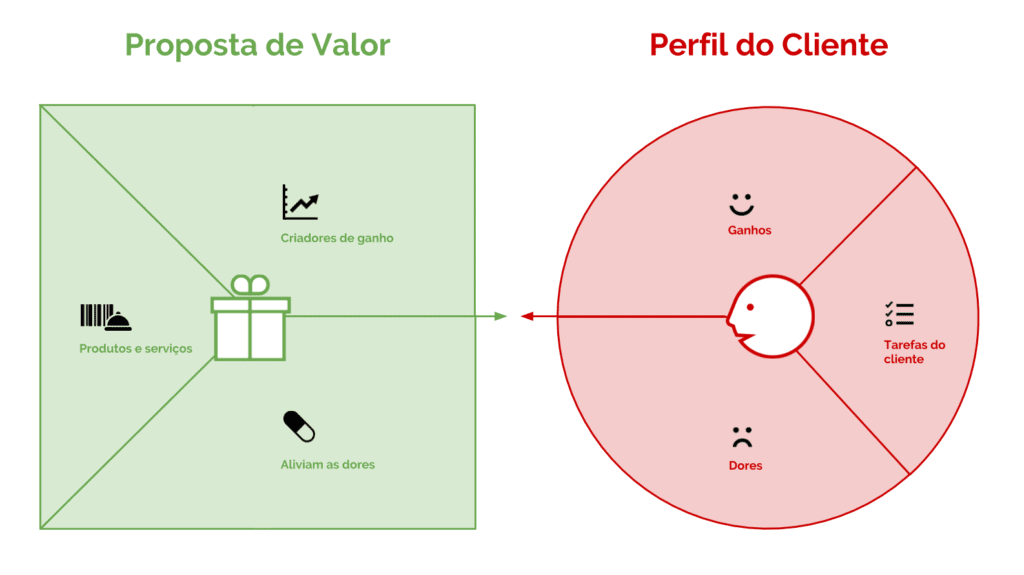 Proposta de Valor
Perfil do Cliente
Criadores de ganho
Produtos e serviços
Aliviam as dores
Ganhos
Tarefas do
cliente
Dores